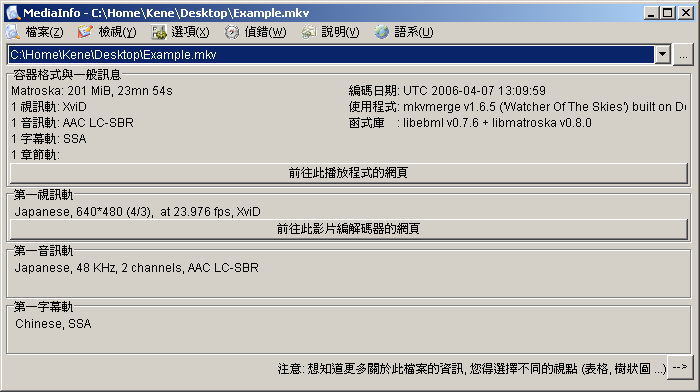 MediaInfo - C:\Home\Kene\Desktop\Example.mkv
檔案(Z) 檢視(Y) 選項(X) 偵錯(W) 說明(V) 語系(U)
C:\Home\Kene\Desktop\Example.mkv ...
容器格式與一般訊息
Matroska: 201 MiB, 23mn 54s 編碼日期: UTC 2006-04-07 13:09:59
1 視訊軌: XviD 使用程式: mkvmerge v1.6.5 ('Watcher Of The Skies') built on De
1 音訊軌: AAC LC-SBR 函式庫 : libebml v0.7.6 + libmatroska v0.8.0
1 字幕軌: SSA
1 章節軌:
前往此播放程式的網頁
第一視訊軌
Japanese, 640*480 (4/3), at 23.976 fps, XviD
前往此影片編解碼器的網頁
第一音訊軌
Japanese, 48 KHz, 2 channels, AAC LC-SBR
第一字幕軌
Chinese, SSA
注意: 想知道更多關於此檔案的資訊, 您得選擇不同的視點 (表格, 樹狀圖 ...) -->